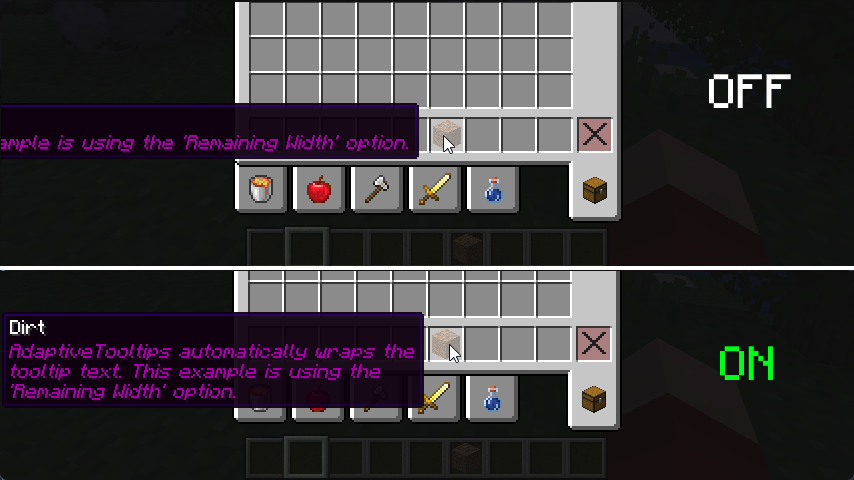 OFF
is using the 'Remaining Width' option.
Dirt
AdaptiveTooltips automatically wraps the
tooltip text. This example is using the
'Remaining Width' option.
ON